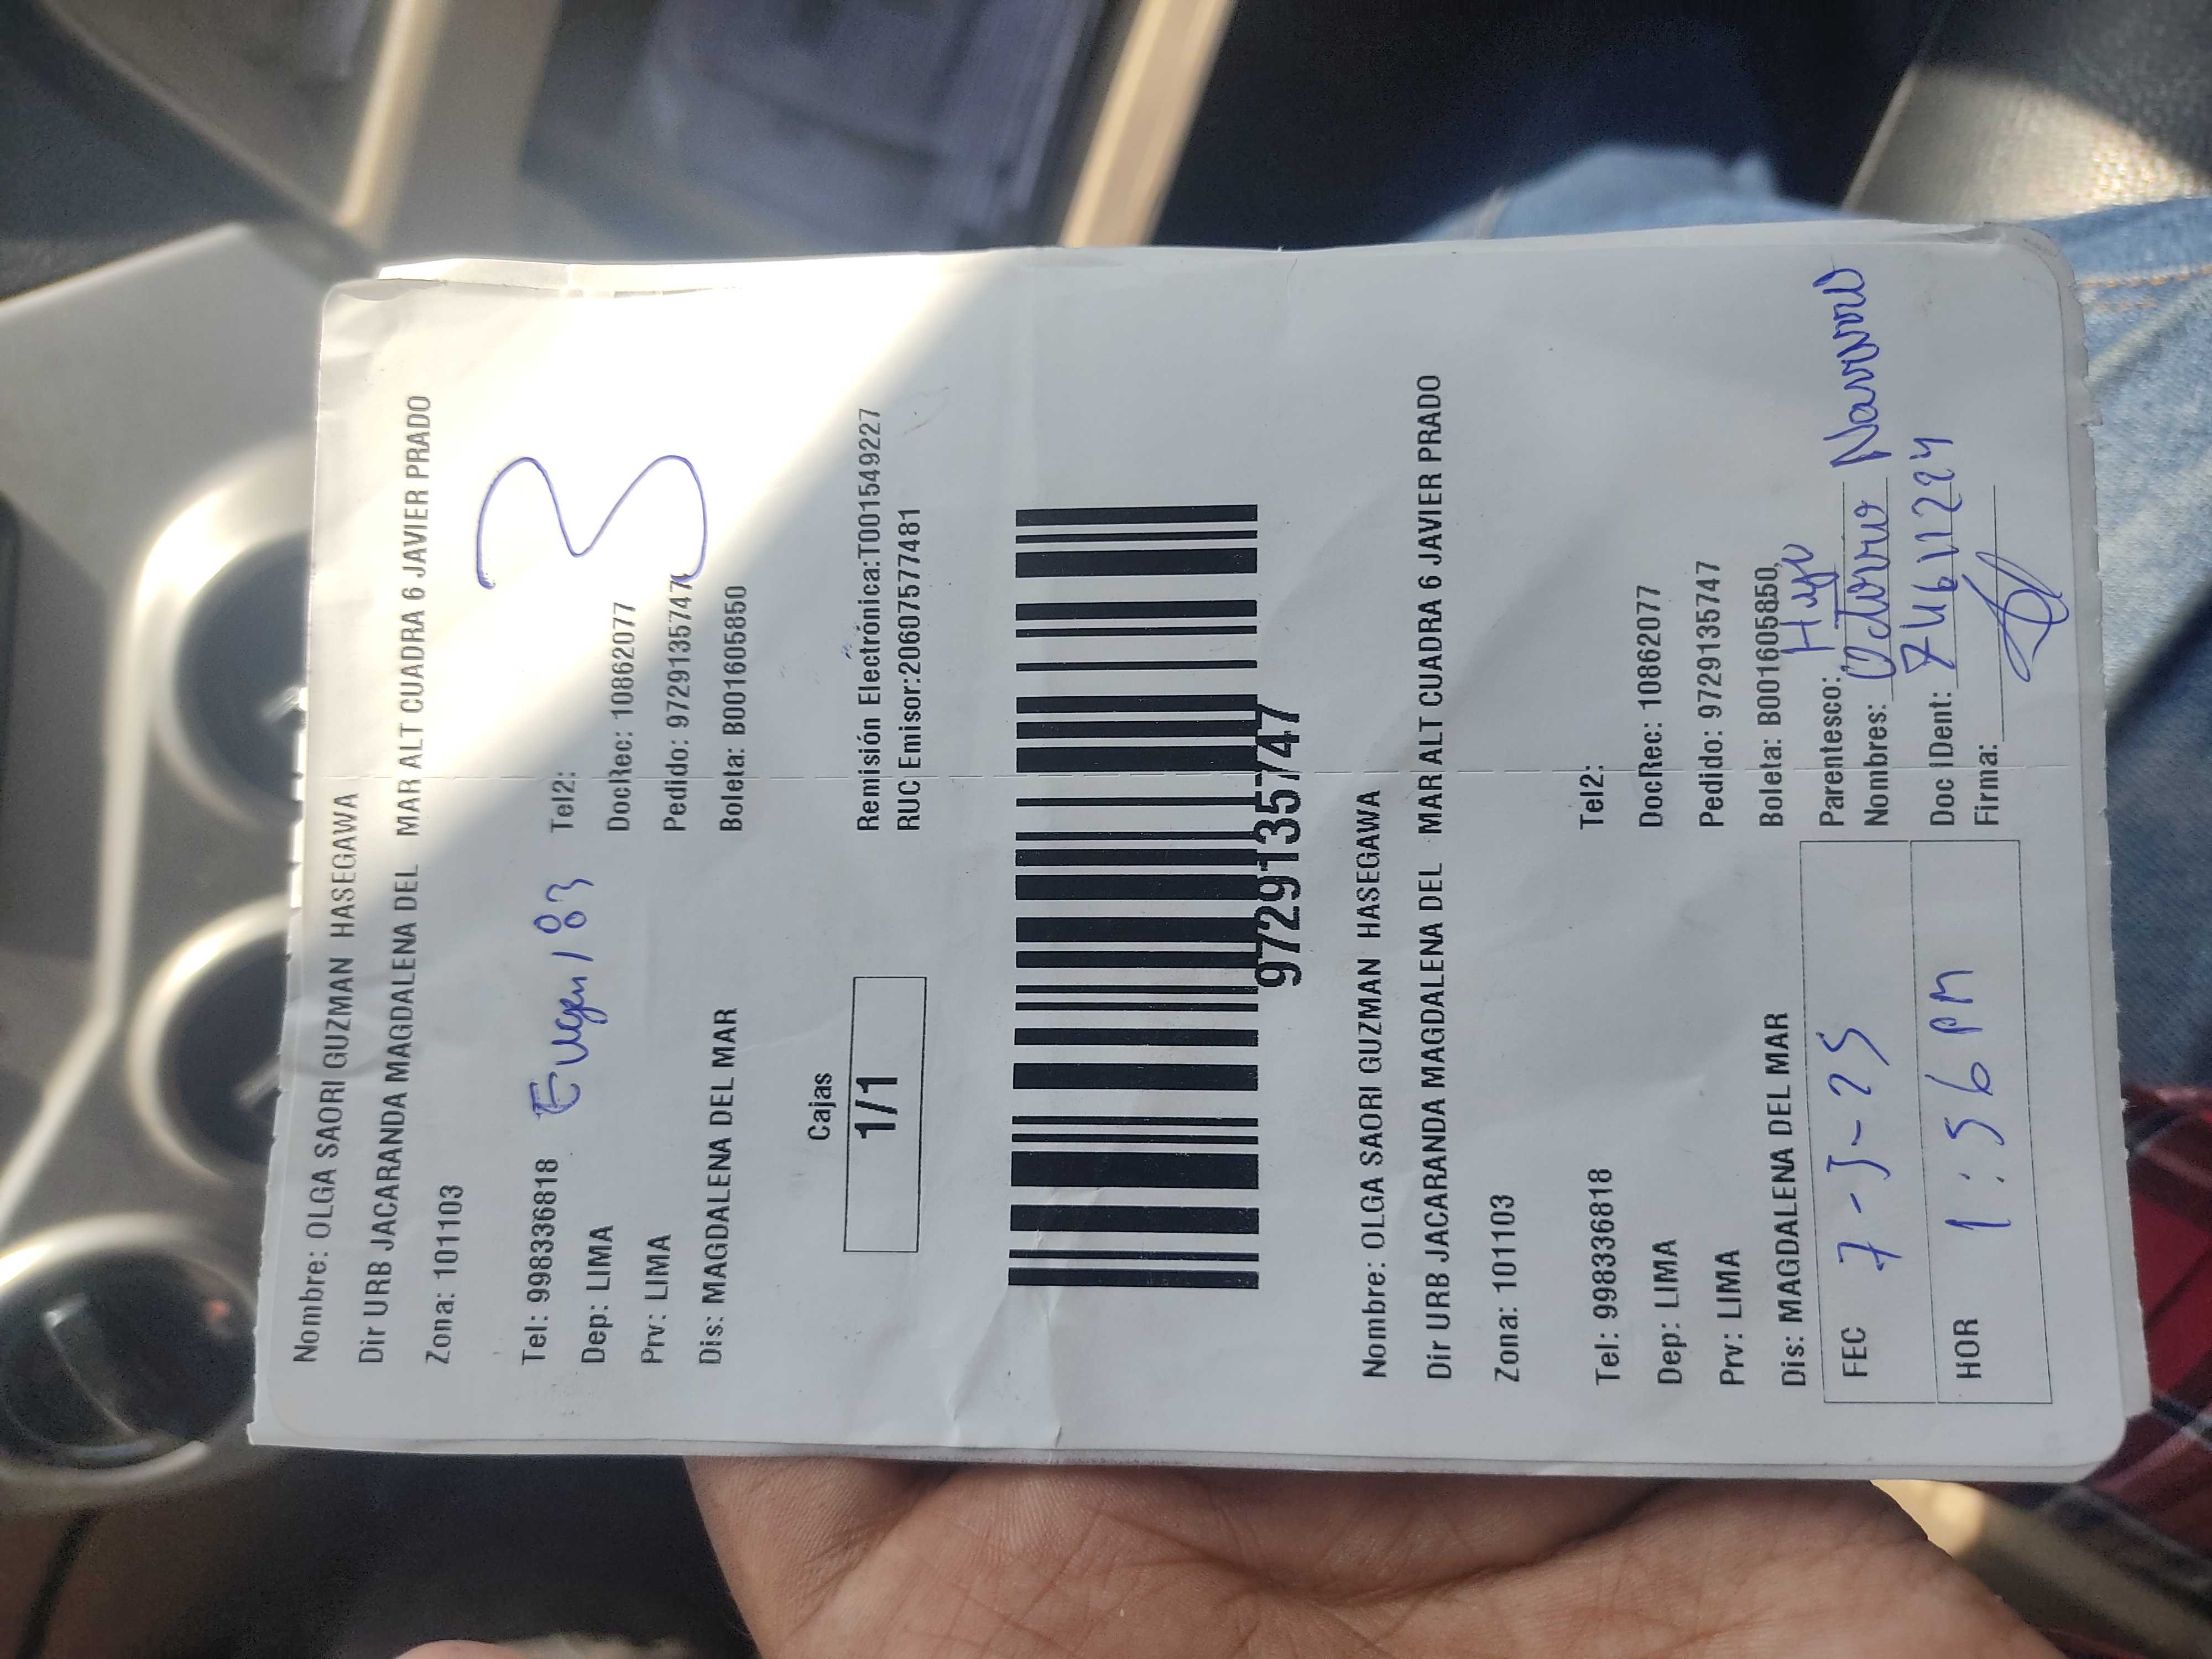 Nombre: OLGA SAORI GUZMAN HASEGAWA
Dir URB JACARANDA MAGDALENA DEL MAR ALT CUADRA 6 JAVIER PRADO
Zona: 101103
3
Tel: 998336818 Tel2:
183
Dep: LIMA DocRec: 10862077
Prv: LIMA Pedido: 9729135747
Dis: MAGDALENA DEL MAR Boleta: B001605850
Cajas
1/1
Remisión Electrónica:T001549227
RUC Emisor:20607577481
9729135747
Nombre: OLGA SAORI GUZMAN HASEGAWA
Dir URB JACARANDA MAGDALENA DEL MAR ALT CUADRA 6 JAVIER PRADO
Zona: 101103
Tel: 998336818 Tel2:
Dep: LIMA DocRec: 10862077
Prv: LIMA Pedido: 9729135747
Dis: MAGDALENA DEL MAR Boleta: B001605850
FEC 7-5-25 Parentesco: Hugo
Nombres: Navarro
HOR 1:56 PM Doc iDent: 74611224
Firma: